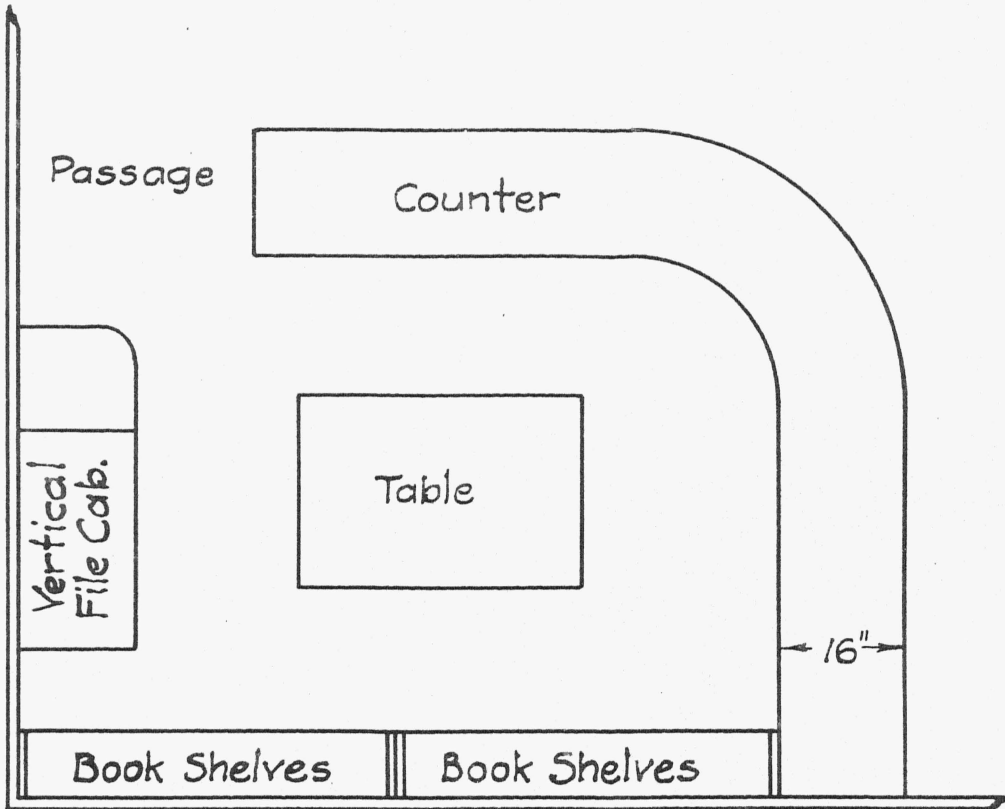 Passage
Counter
Table
Vertical
File Cab.
16"
Book Shelves
Book Shelves